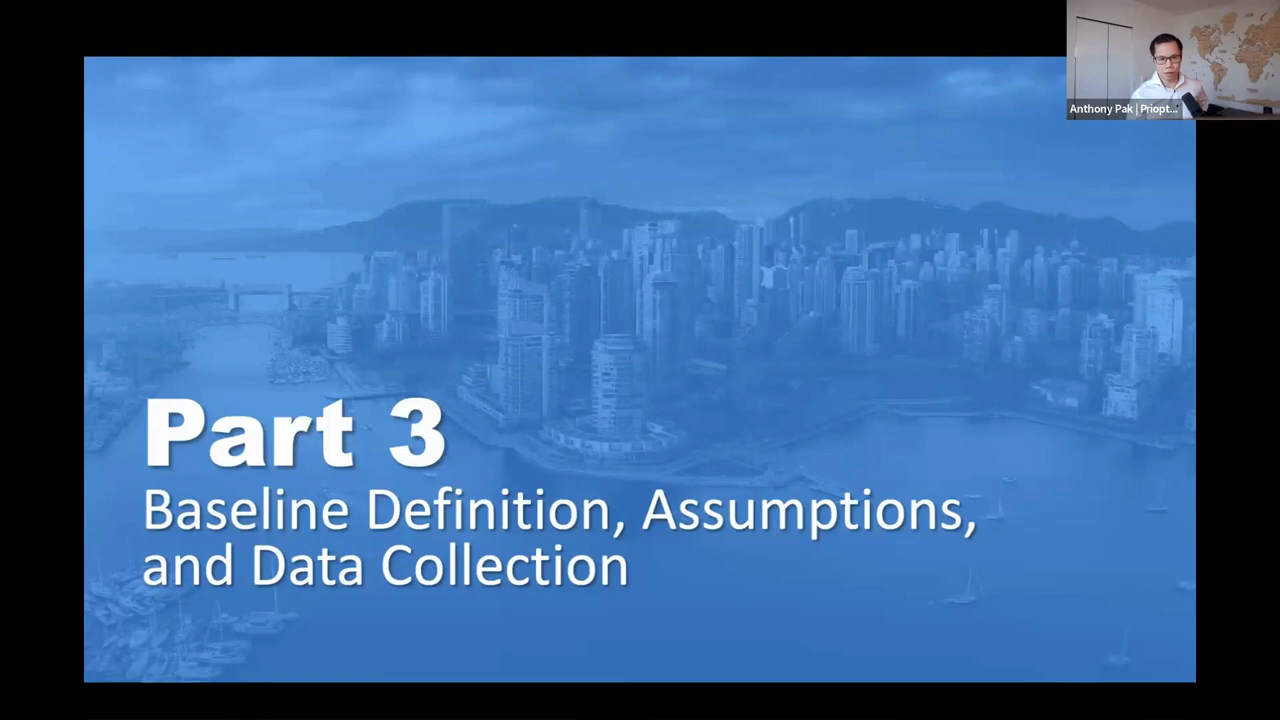 Anthony Pak | Priopt...
Part 3
Baseline Definition, Assumptions,
and Data Collection